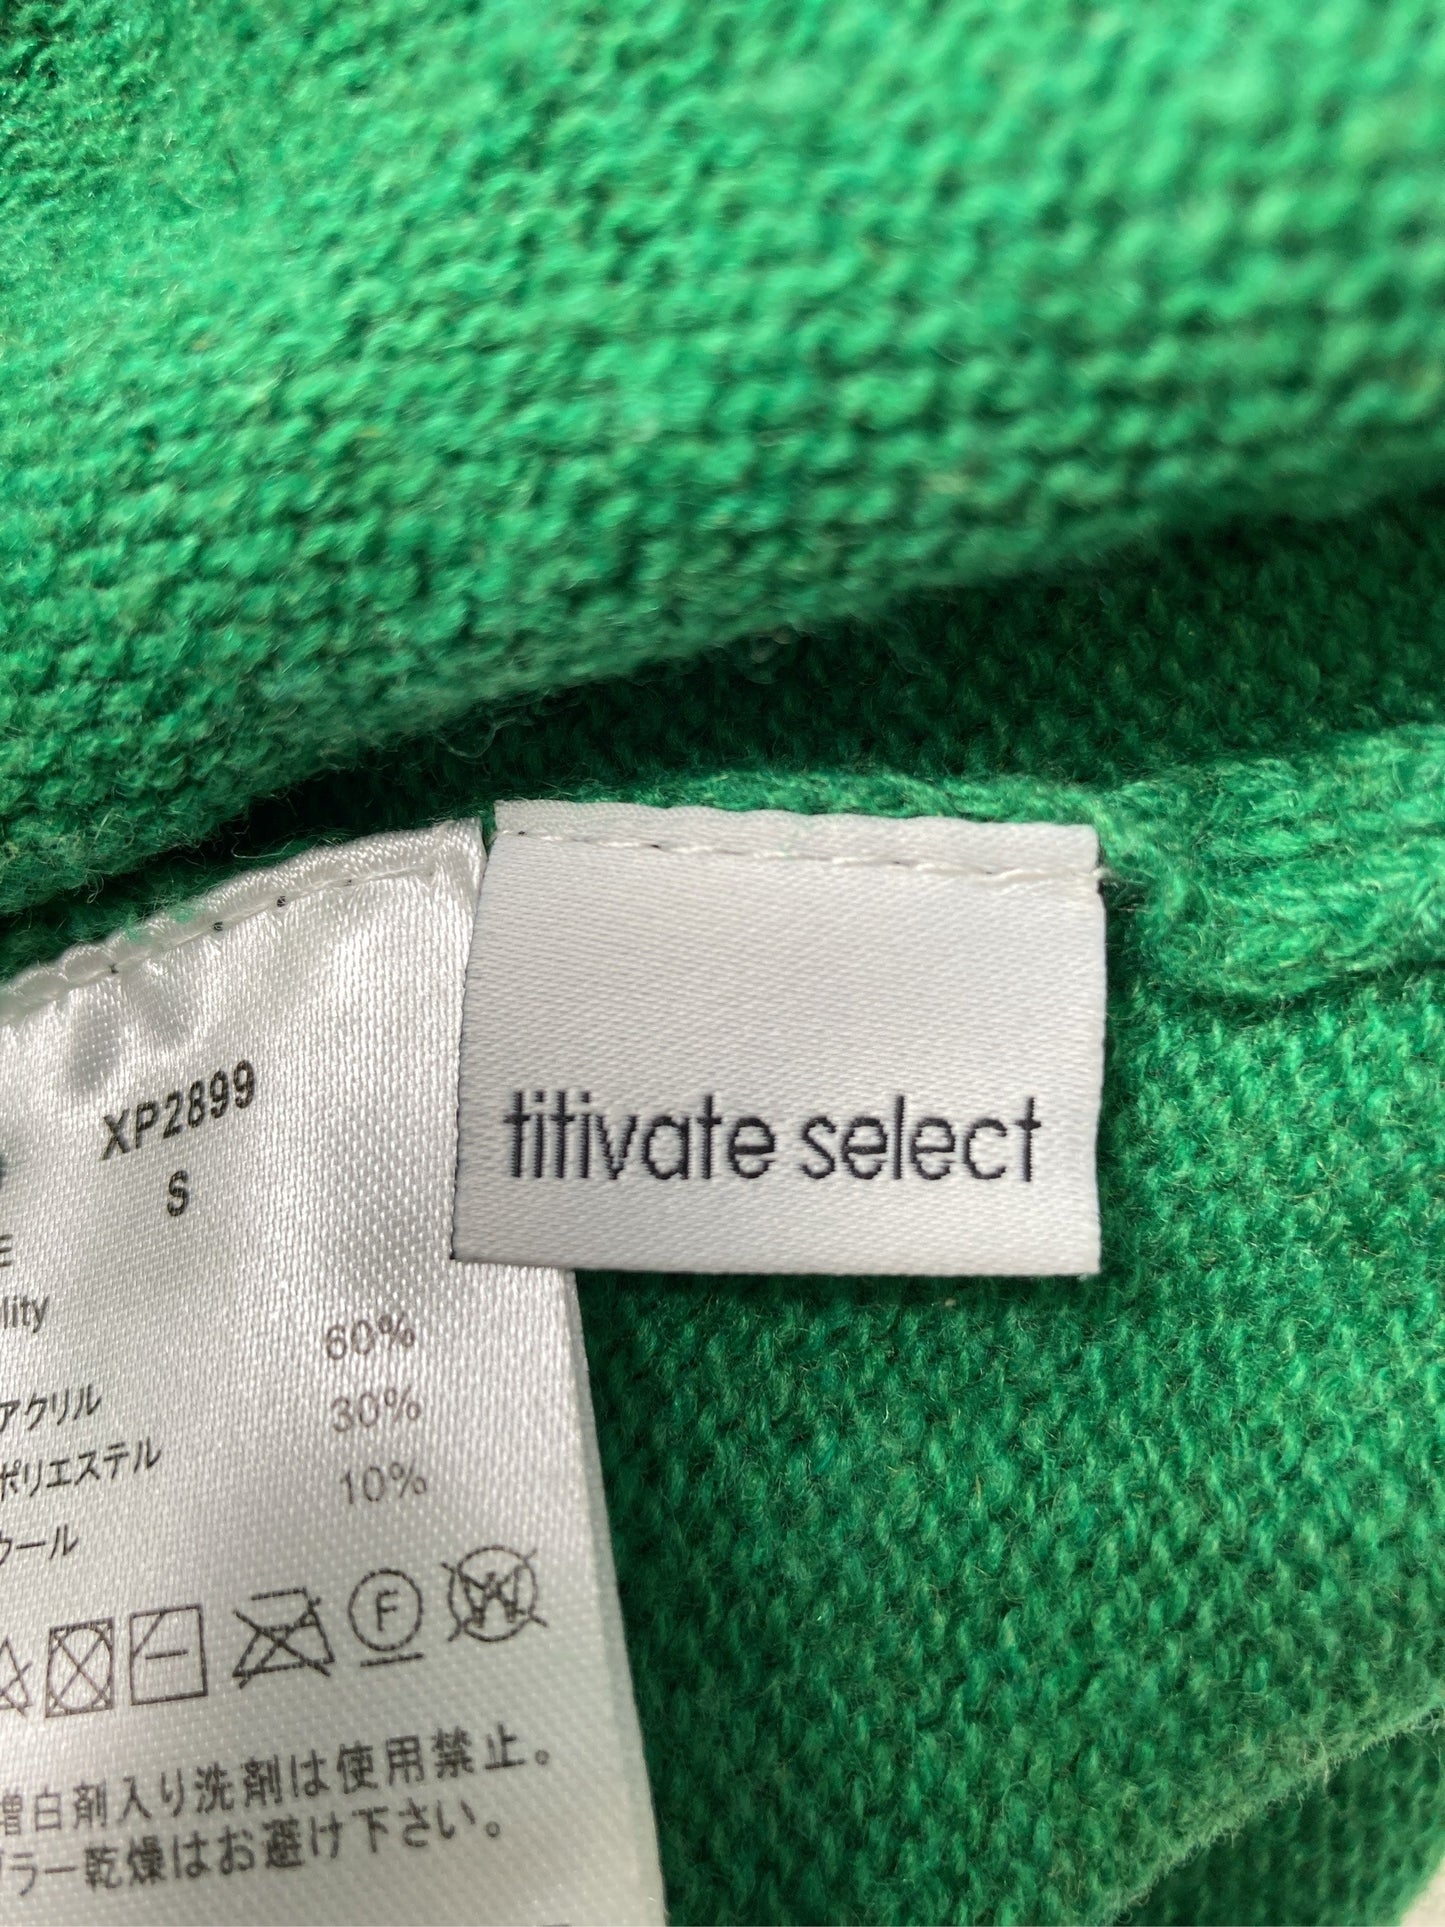 titivate select
XP2899
S
lity
60%
アクリル 30%
ポリエステル 10%
ウール
F
W
増白剤入り洗剤は使用禁止。
ラー乾燥はお避け下さい。